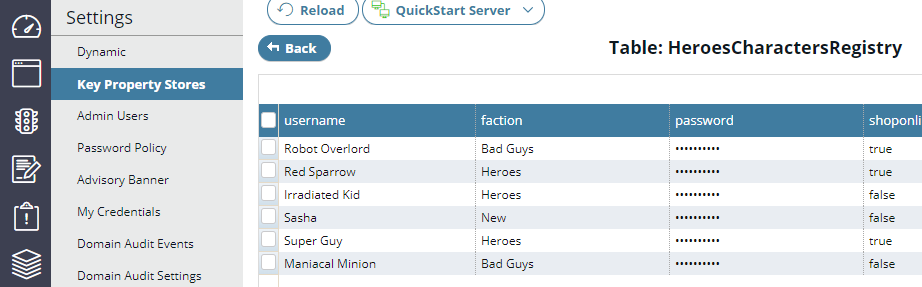 Settings
Dynamic
Key Property Stores
Admin Users
Password Policy
Advisory Banner
My Credentials
Domain Audit Events
Domain Audit Settings
Reload QuickStart Server
Back Table: HeroesCharactersRegistry
username faction password shoponli
Robot Overlord Bad Guys •••••••••• true
Red Sparrow Heroes •••••••••• true
Irradiated Kid Heroes •••••••••• false
Sasha New •••••••••• false
Super Guy Heroes •••••••••• true
Maniacal Minion Bad Guys •••••••••• false